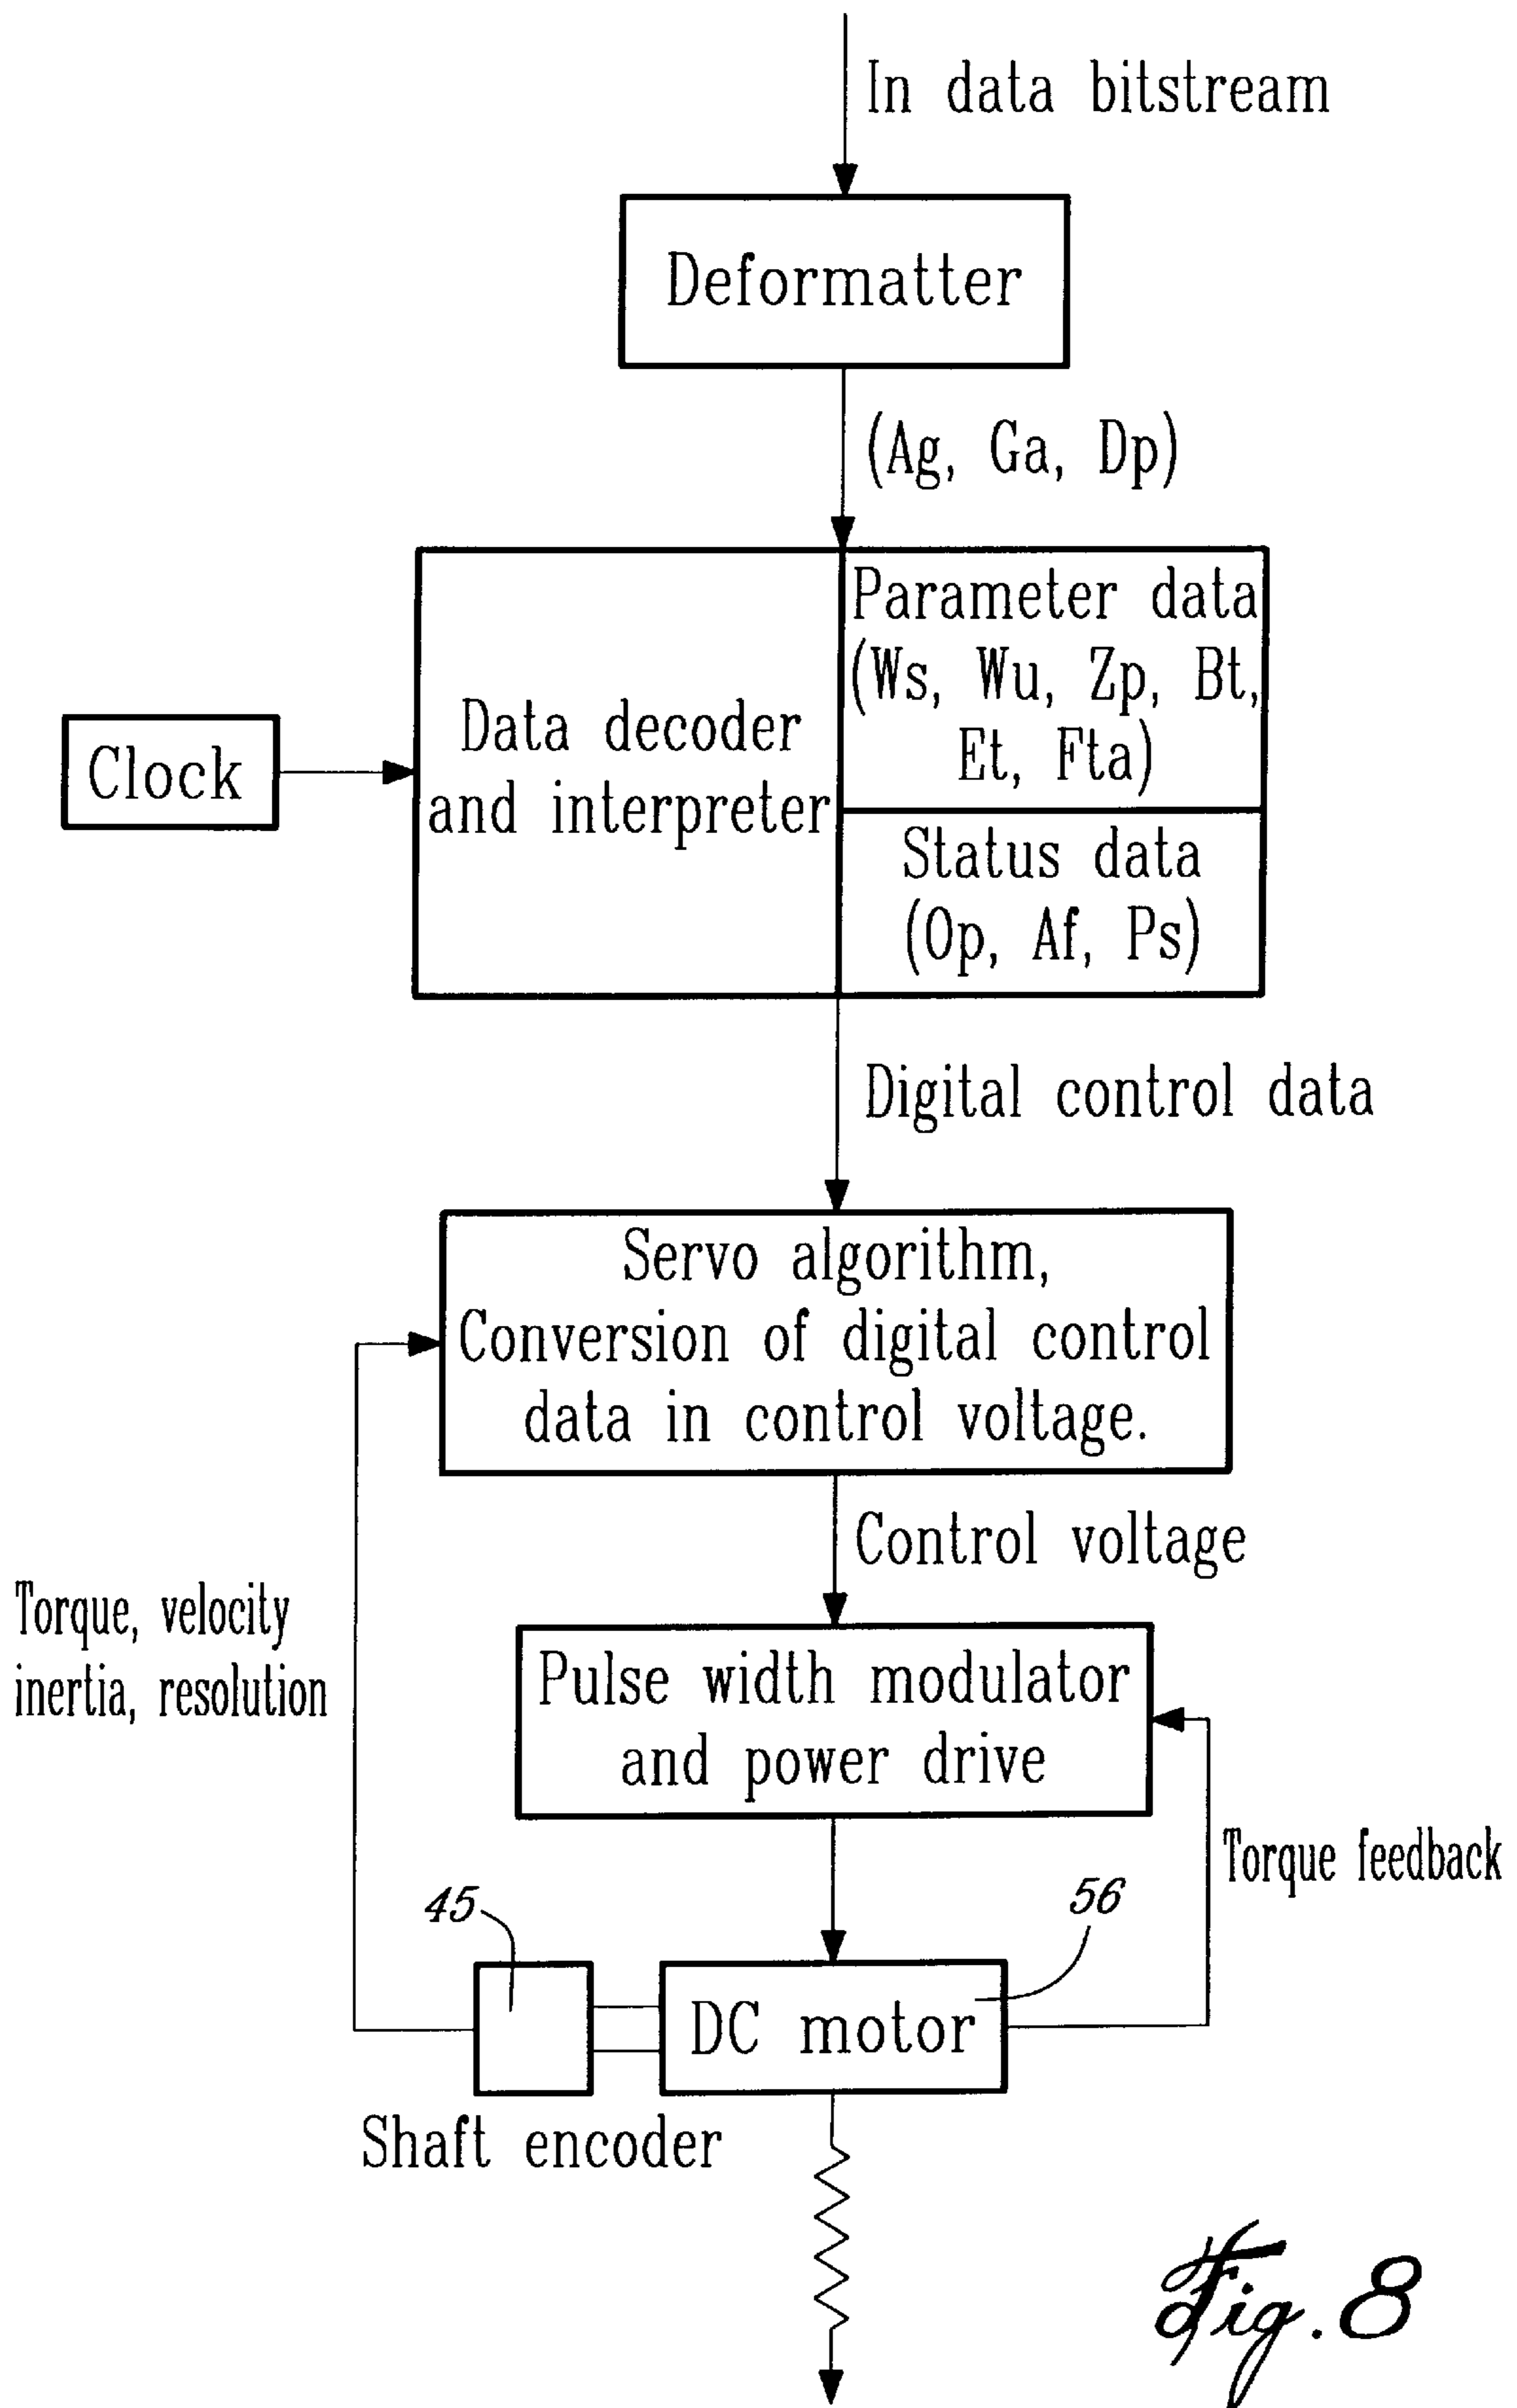 In data bitstream
Deformatter
(Ag, Ga, Dp)
Parameter data
(Ws, Wu, Zp, Bt,
Et, Fta)
Data decoder
and interpreter
Clock
Status data
(Op, Af, Ps)
Digital control data
Servo algorithm,
Conversion of digital control
data in control voltage.
Control voltage
Torque, velocity
inertia, resolution
Pulse width modulator
and power drive
Torque feedback
45
56
DC motor
Shaft encoder
Fig. 8